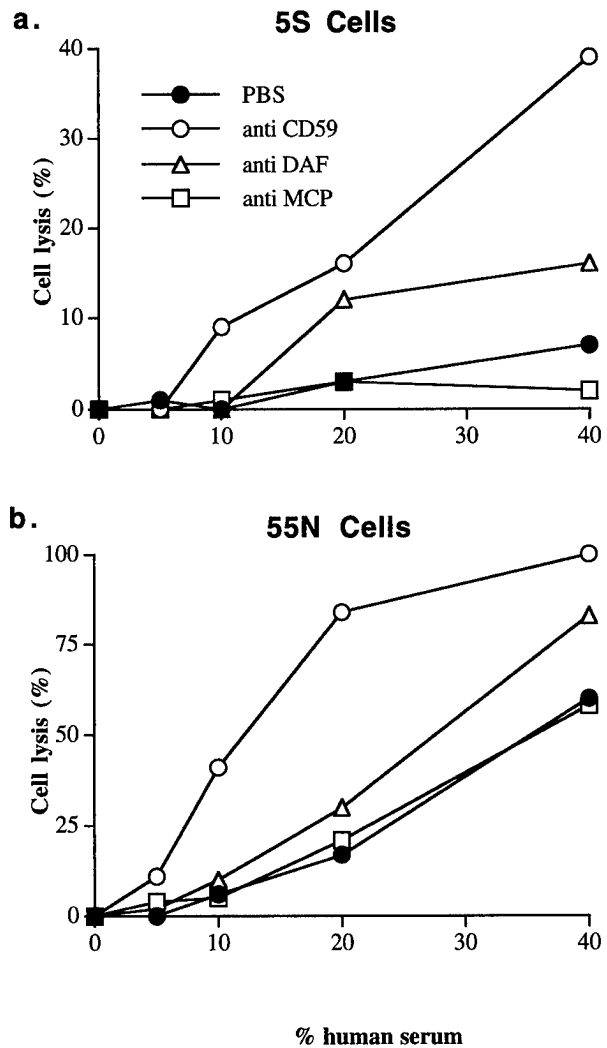 a.
5S Cells
PBS
anti CD59
anti DAF
anti MCP
Cell lysis (%)
40
30
20
10
0
0 10 20 30 40
b.
55N Cells
Cell lysis (%)
100
75
50
25
0
0 10 20 30 40
% human serum